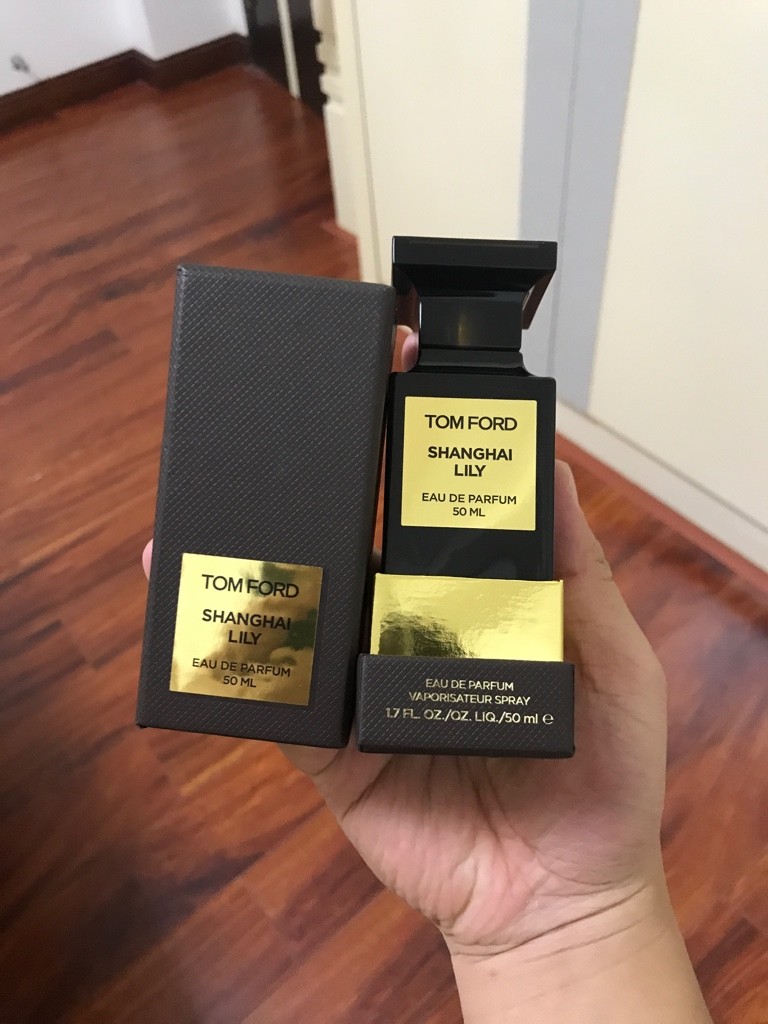 TOM FORD
SHANGHAI
LILY
EAU DE PARFUM
50 ML
TOM FORD
SHANGHAI
LILY
EAU DE PARFUM
50 ML
EAU DE PARFUM
VAPORISATEUR SPRAY
1.7 FL. OZ./OZ. LIQ./50 ml ℮